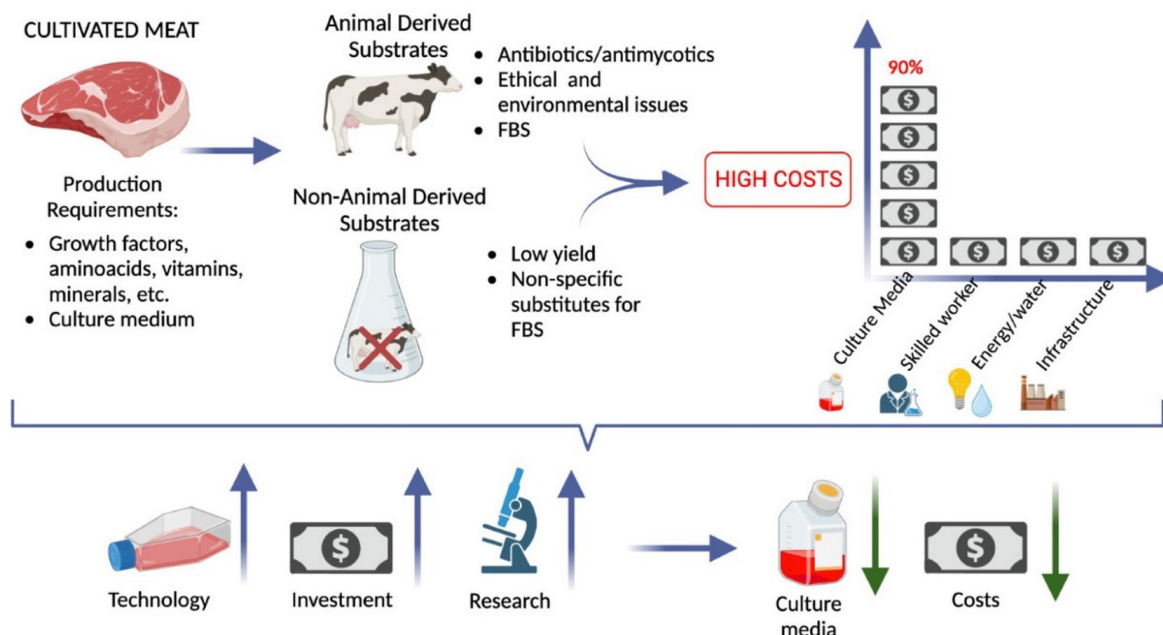 CULTIVATED MEAT
Production
Requirements:
• Growth factors,
aminoacids, vitamins,
minerals, etc.
• Culture medium
Animal Derived
Substrates
• Antibiotics/antimycotics
• Ethical and
environmental issues
• FBS
Non-Animal Derived
Substrates
• Low yield
• Non-specific
substitutes for
FBS
HIGH COSTS
90%
$
$
$
$
$ $ $ $
Culture Media
Skilled worker
Energy/water
Infrastructure
$
$
Technology
Investment
Research
Culture
media
Costs